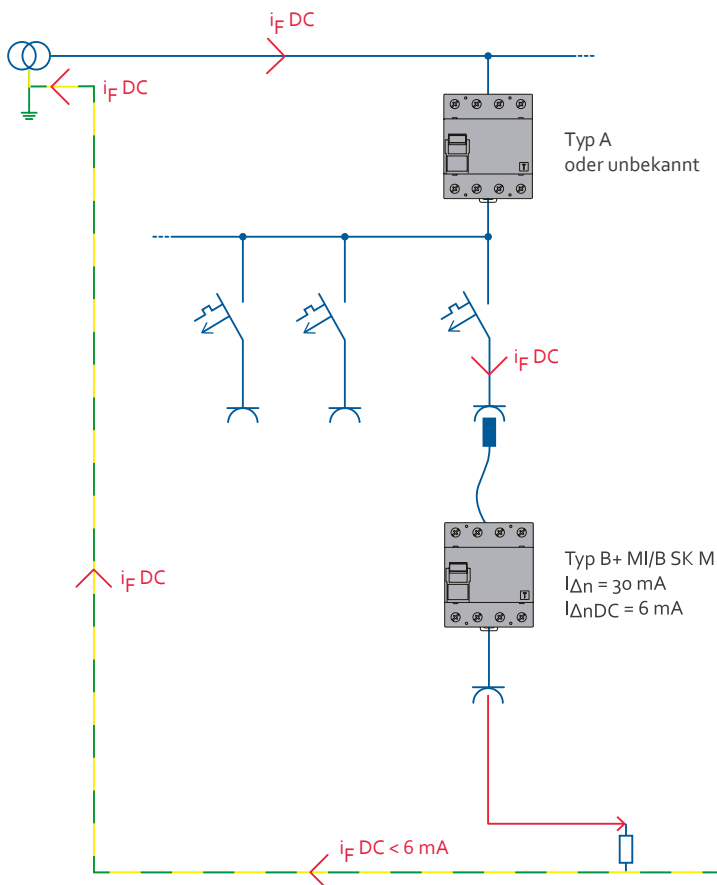 iF DC
iF DC
Typ A
oder unbekannt
T
iF DC
Typ B+ MI/B SK M
IΔn = 30 mA
IΔnDC = 6 mA
iF DC
T
iF DC < 6 mA